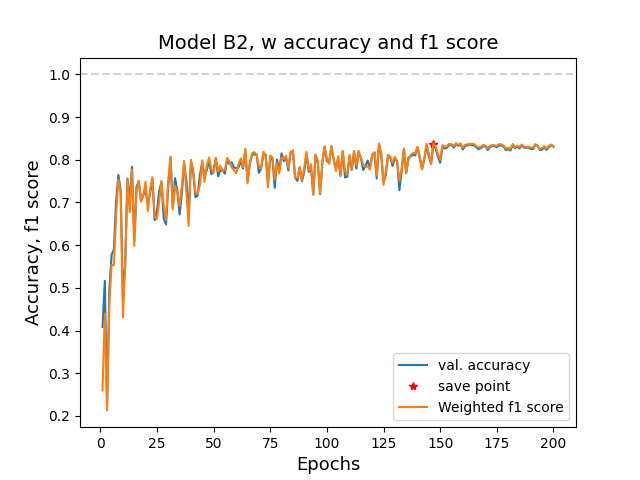 Model B2, w accuracy and f1 score
1.0
0.9
0.8
0.7
0.6
0.5
0.4
0.3
0.2
Accuracy, f1 score
val. accuracy
save point
Weighted f1 score
0 25 50 75 100 125 150 175 200
Epochs